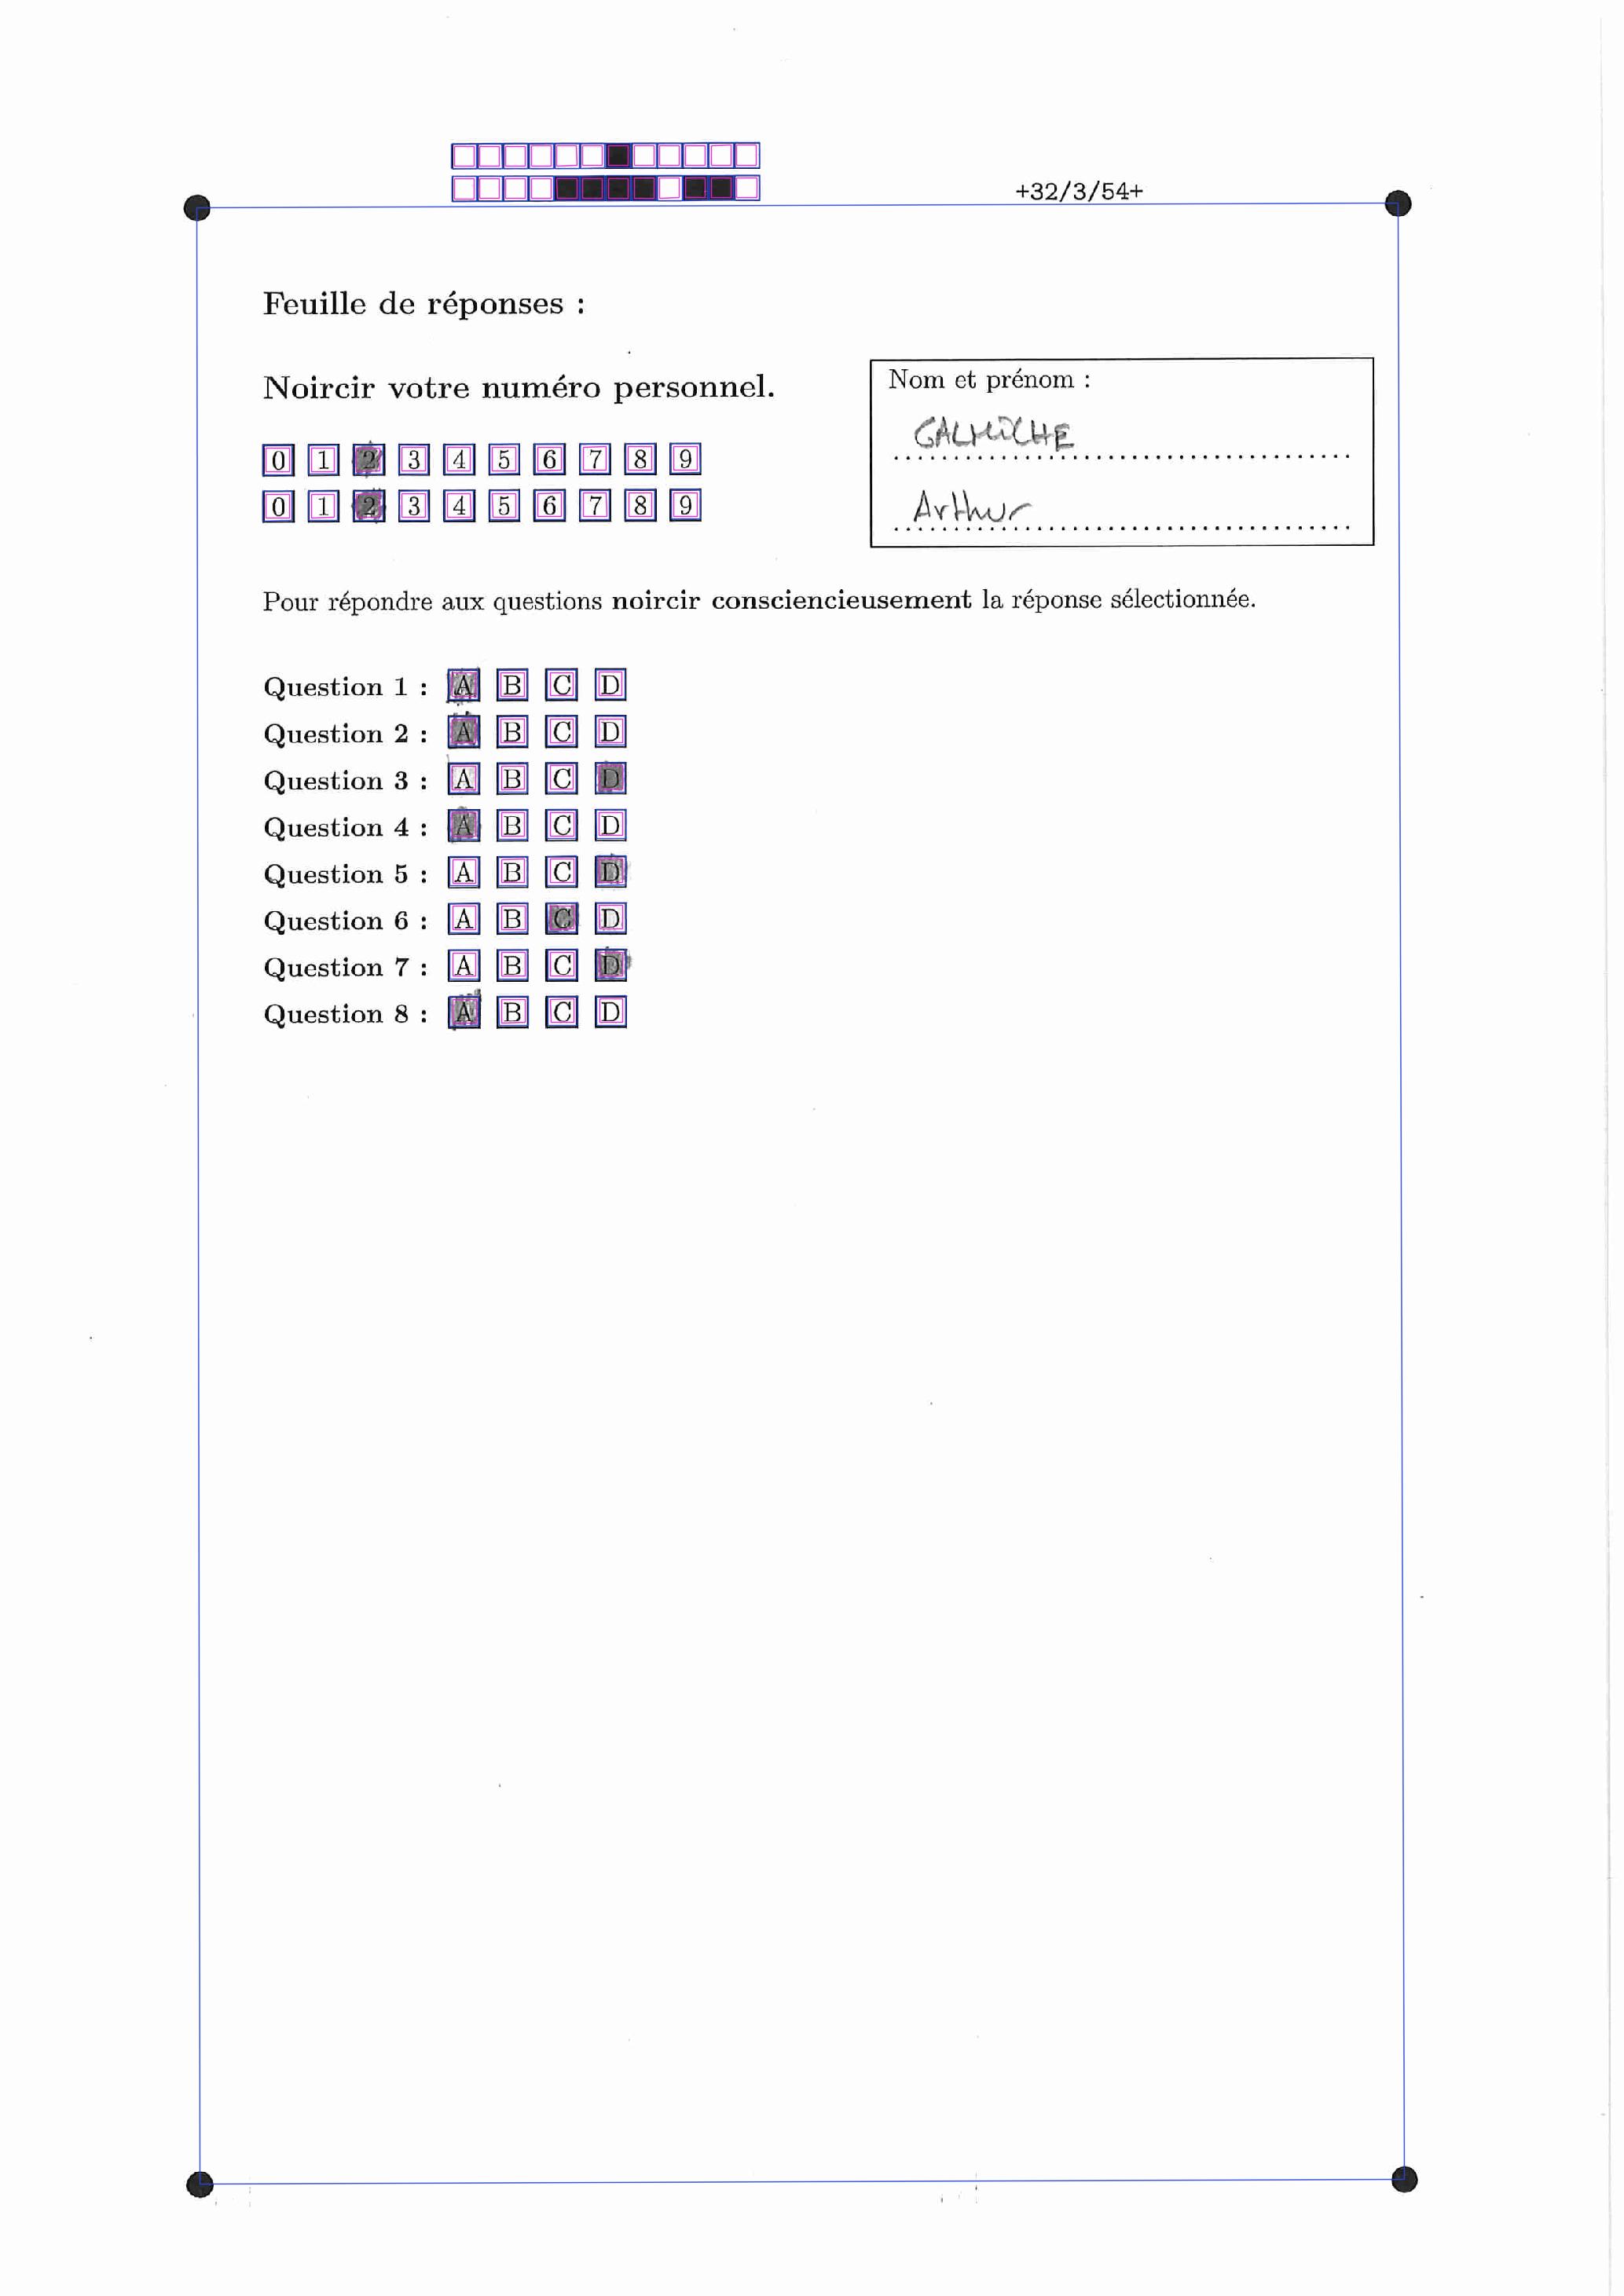 +32/3/54+
Feuille de réponses :
Noircir votre numéro personnel.
Nom et prénom :
GALMICHE
Arthur
0 1 2 3 4 5 6 7 8 9
0 1 2 3 4 5 6 7 8 9
Pour répondre aux questions noircir consciencieusement la réponse sélectionnée.
Question 1 : A B C D
Question 2 : A B C D
Question 3 : A B C D
Question 4 : A B C D
Question 5 : A B C D
Question 6 : A B C D
Question 7 : A B C D
Question 8 : A B C D